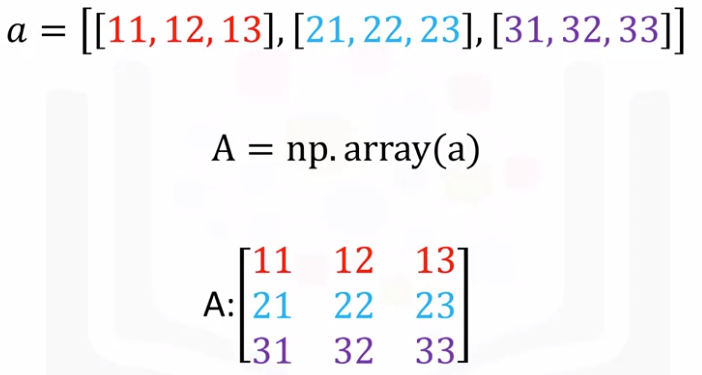 a = [[11, 12, 13], [21, 22, 23], [31, 32, 33]]
A = np. array(a)
11 12 13
A: 21 22 23
31 32 33